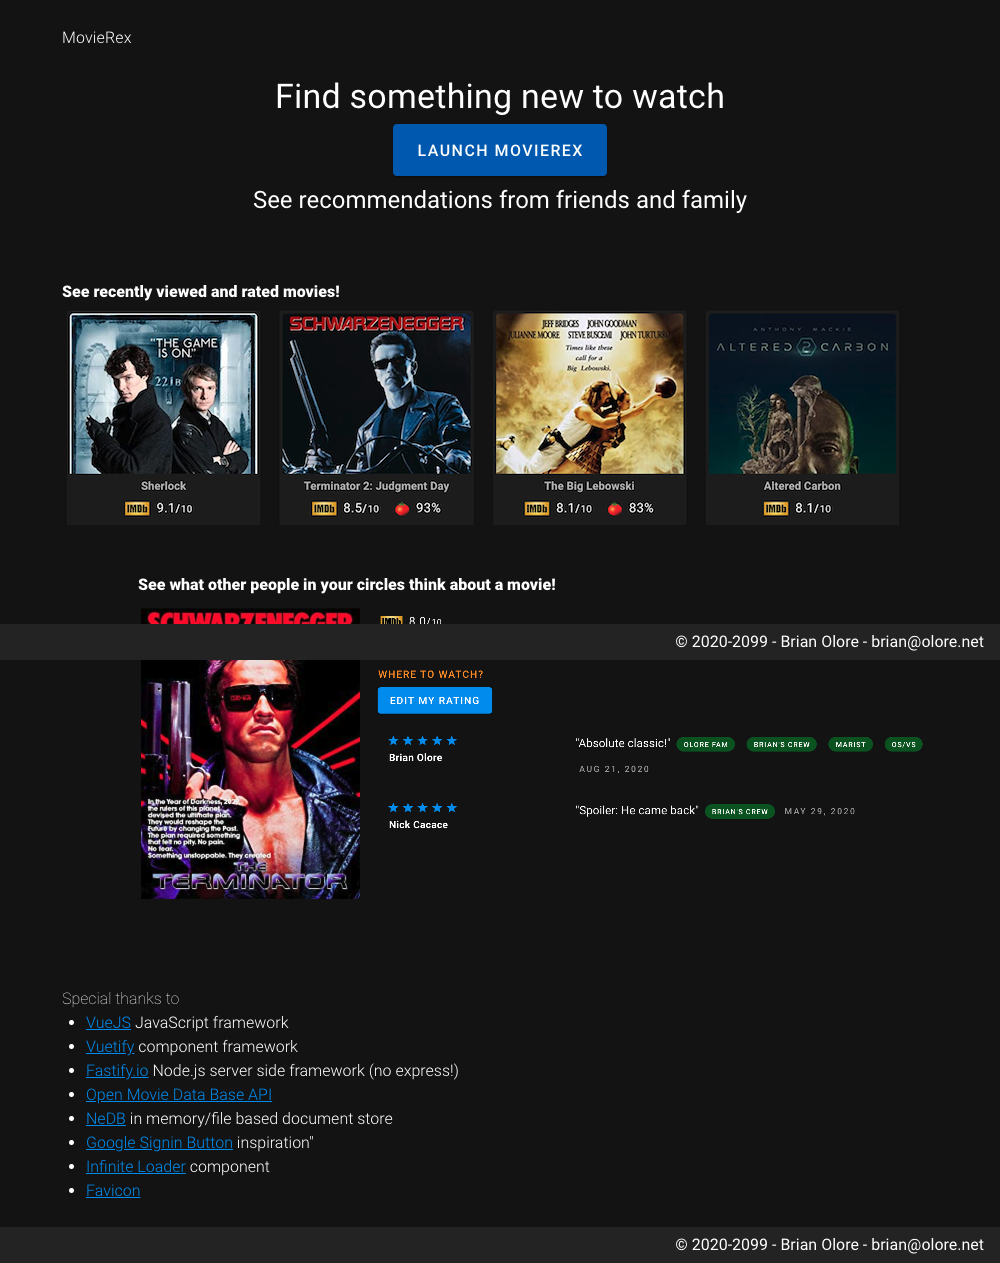 MovieRex
Find something new to watch
LAUNCH MOVIEREX
See recommendations from friends and family
See recently viewed and rated movies!
"THE GAME
IS ON."
221B
Sherlock
IMDb 9.1/10
SCHWARZENEGGER
Terminator 2: Judgment Day
IMDb 8.5/10 93%
JEFF BRIDGES JOHN GOODMAN
JULIANNE MOORE STEVE BUSCEMI JOHN TURTURRO
Times like these
call for a
Big Lebowski.
The Big Lebowski
IMDb 8.1/10 83%
ANTHONY MACKIE
ALTERED 2 CARBON
Altered Carbon
IMDb 8.1/10
See what other people in your circles think about a movie!
SCHWARZENEGGER
IMDb 8.0/10
© 2020-2099 - Brian Olore - brian@olore.net
WHERE TO WATCH?
EDIT MY RATING
Brian Olore
"Absolute classic!" OLORE FAM BRIAN'S CREW MARIST OS/VS
AUG 21, 2020
Nick Cacace
"Spoiler: He came back" BRIAN'S CREW MAY 29, 2020
In the Year of Darkness, 2029,
the rulers of this planet
devised the ultimate plan.
They would reshape the
Future by changing the Past.
The plan required something
that felt no pity. No pain.
No fear.
Something unstoppable. They created
THE
TERMINATOR
Special thanks to
VueJS JavaScript framework
Vuetify component framework
Fastify.io Node.js server side framework (no express!)
Open Movie Data Base API
NeDB in memory/file based document store
Google Signin Button inspiration"
Infinite Loader component
Favicon
© 2020-2099 - Brian Olore - brian@olore.net